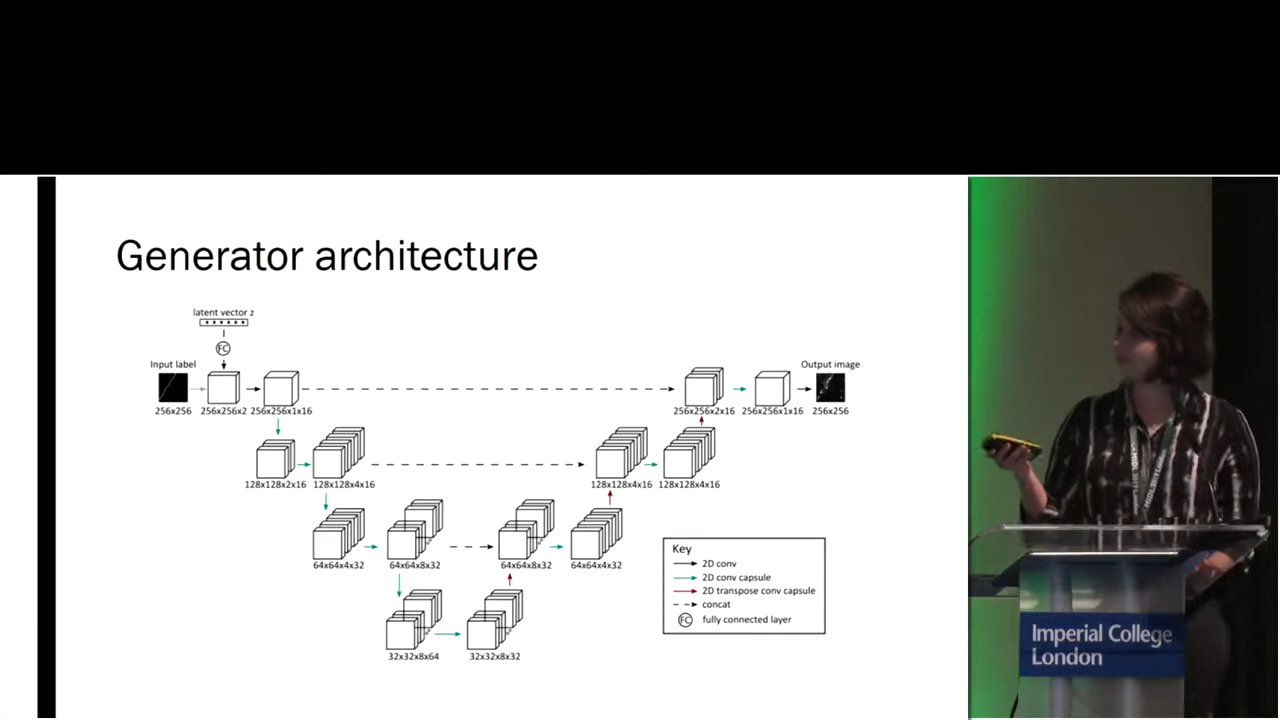 Generator architecture
latent vector z
FC
Input label
Output image
256x256
256x256x2
256x256x1x16
256x256x2x16
256x256x1x16
256x256
128x128x2x16
128x128x4x16
128x128x4x16
128x128x4x16
64x64x4x32
64x64x8x32
64x64x8x32
64x64x4x32
32x32x8x64
32x32x8x32
Key
2D conv
2D conv capsule
2D transpose conv capsule
concat
FC fully connected layer
Imperial College
London